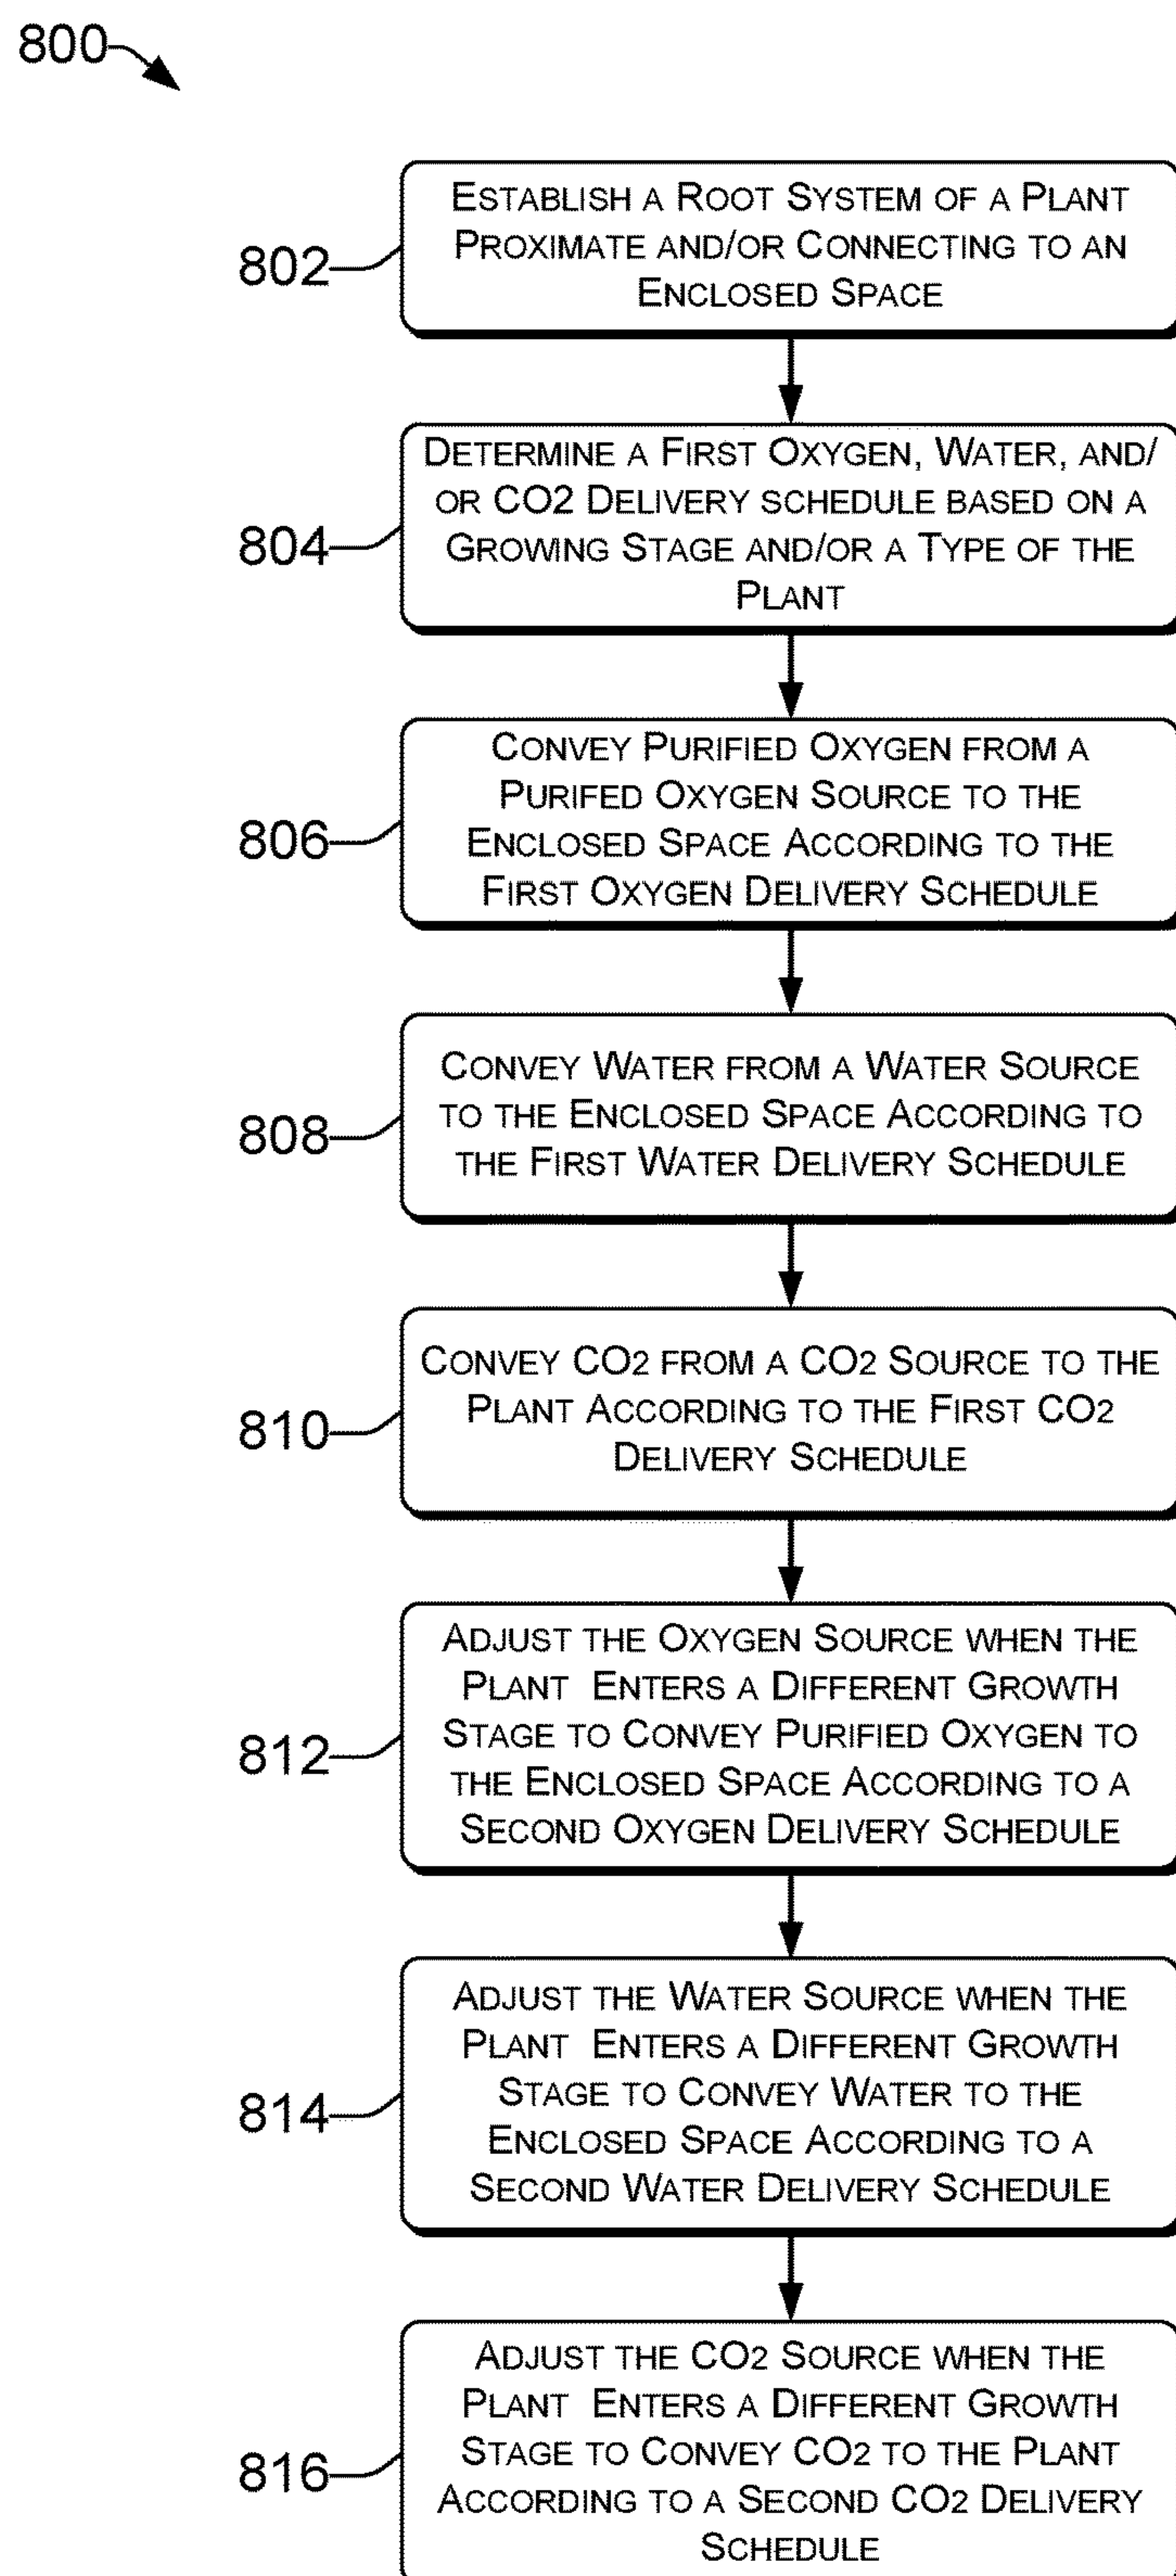 800
802
Establish a Root System of a Plant
Proximate and/or Connecting to an
Enclosed Space
804
Determine a First Oxygen, Water, and/
or CO2 Delivery schedule based on a
Growing Stage and/or a Type of the
Plant
806
Convey Purified Oxygen from a
Purifed Oxygen Source to the
Enclosed Space According to the
First Oxygen Delivery Schedule
808
Convey Water from a Water Source
to the Enclosed Space According to
the First Water Delivery Schedule
810
Convey CO2 from a CO2 Source to the
Plant According to the First CO2
Delivery Schedule
812
Adjust the Oxygen Source when the
Plant Enters a Different Growth
Stage to Convey Purified Oxygen to
the Enclosed Space According to a
Second Oxygen Delivery Schedule
814
Adjust the Water Source when the
Plant Enters a Different Growth
Stage to Convey Water to the
Enclosed Space According to a
Second Water Delivery Schedule
816
Adjust the CO2 Source when the
Plant Enters a Different Growth
Stage to Convey CO2 to the Plant
According to a Second CO2 Delivery
Schedule